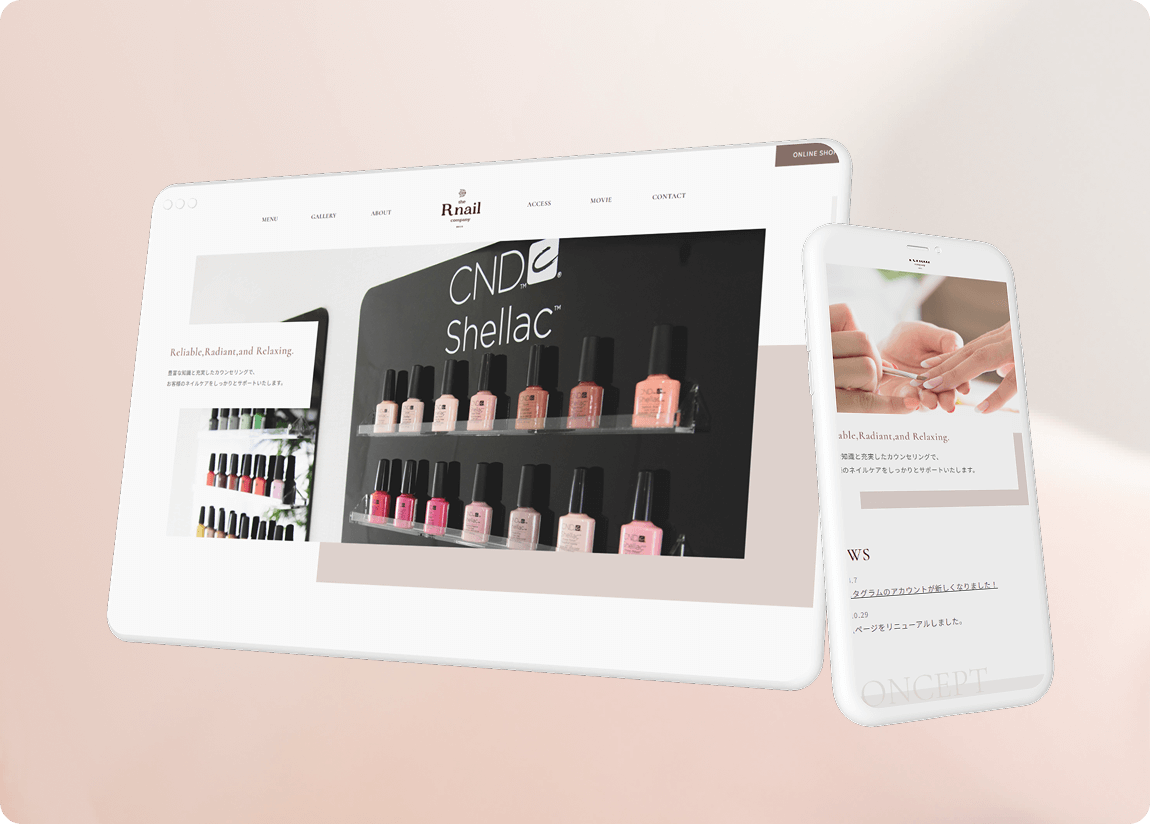 ONLINE SHOP
MENU
GALLERY
ABOUT
the
Rnail
company
ACCESS
MOVIE
CONTACT
CND™
Shellac™
Reliable,Radiant,and Relaxing.
豊富な知識と充実したカウンセリングで、
お客様のネイルケアをしっかりとサポートいたします。
able,Radiant,and Relaxing.
知識と充実したカウンセリングで、
のネイルケアをしっかりとサポートいたします。
WS
.7
タグラムのアカウントが新しくなりました！
0.29
ページをリニューアルしました。
ONCEPT